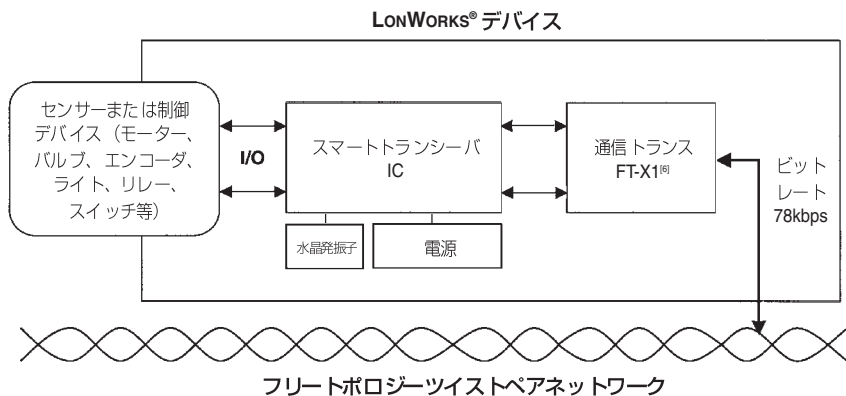 LONWORKS® デバイス
センサーまたは制御
デバイス（モーター、
バルブ、エンコーダ、
ライト、リレー、
スイッチ等）
I/O
スマートトランシーバ
IC
水晶発振子
電源
通信トランス
FT-X1[6]
ビット
レート
78kbps
フリートポロジーツイストペアネットワーク